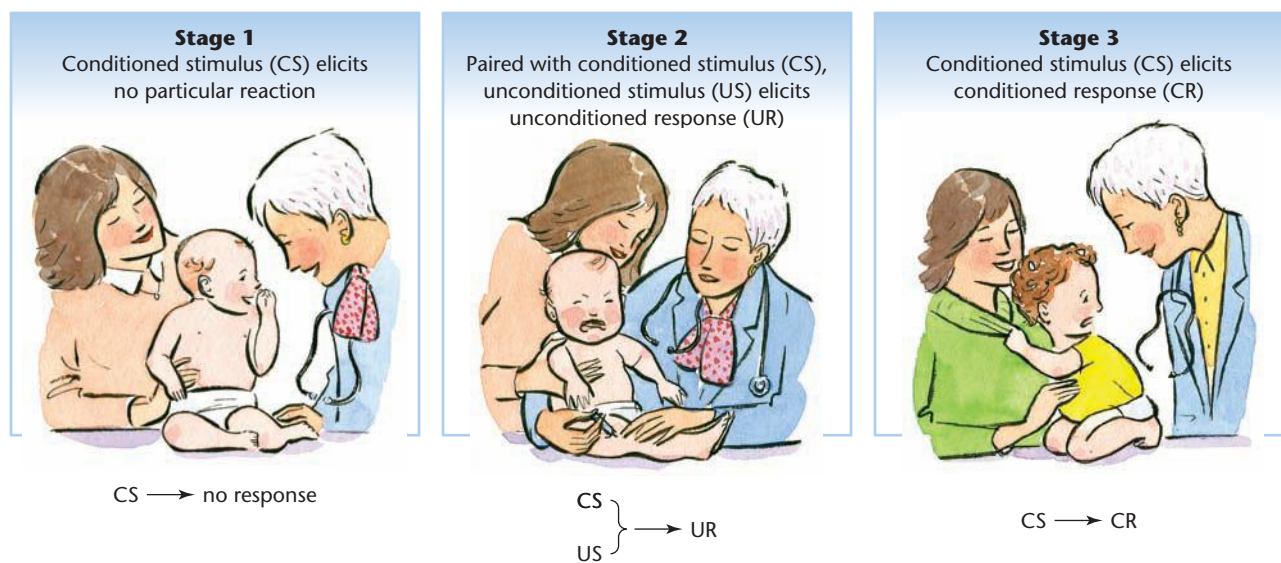 Stage 1
Conditioned stimulus (CS) elicits
no particular reaction
Stage 2
Paired with conditioned stimulus (CS),
unconditioned stimulus (US) elicits
unconditioned response (UR)
Stage 3
Conditioned stimulus (CS) elicits
conditioned response (CR)
CS → no response
CS
US
→ UR
CS → CR